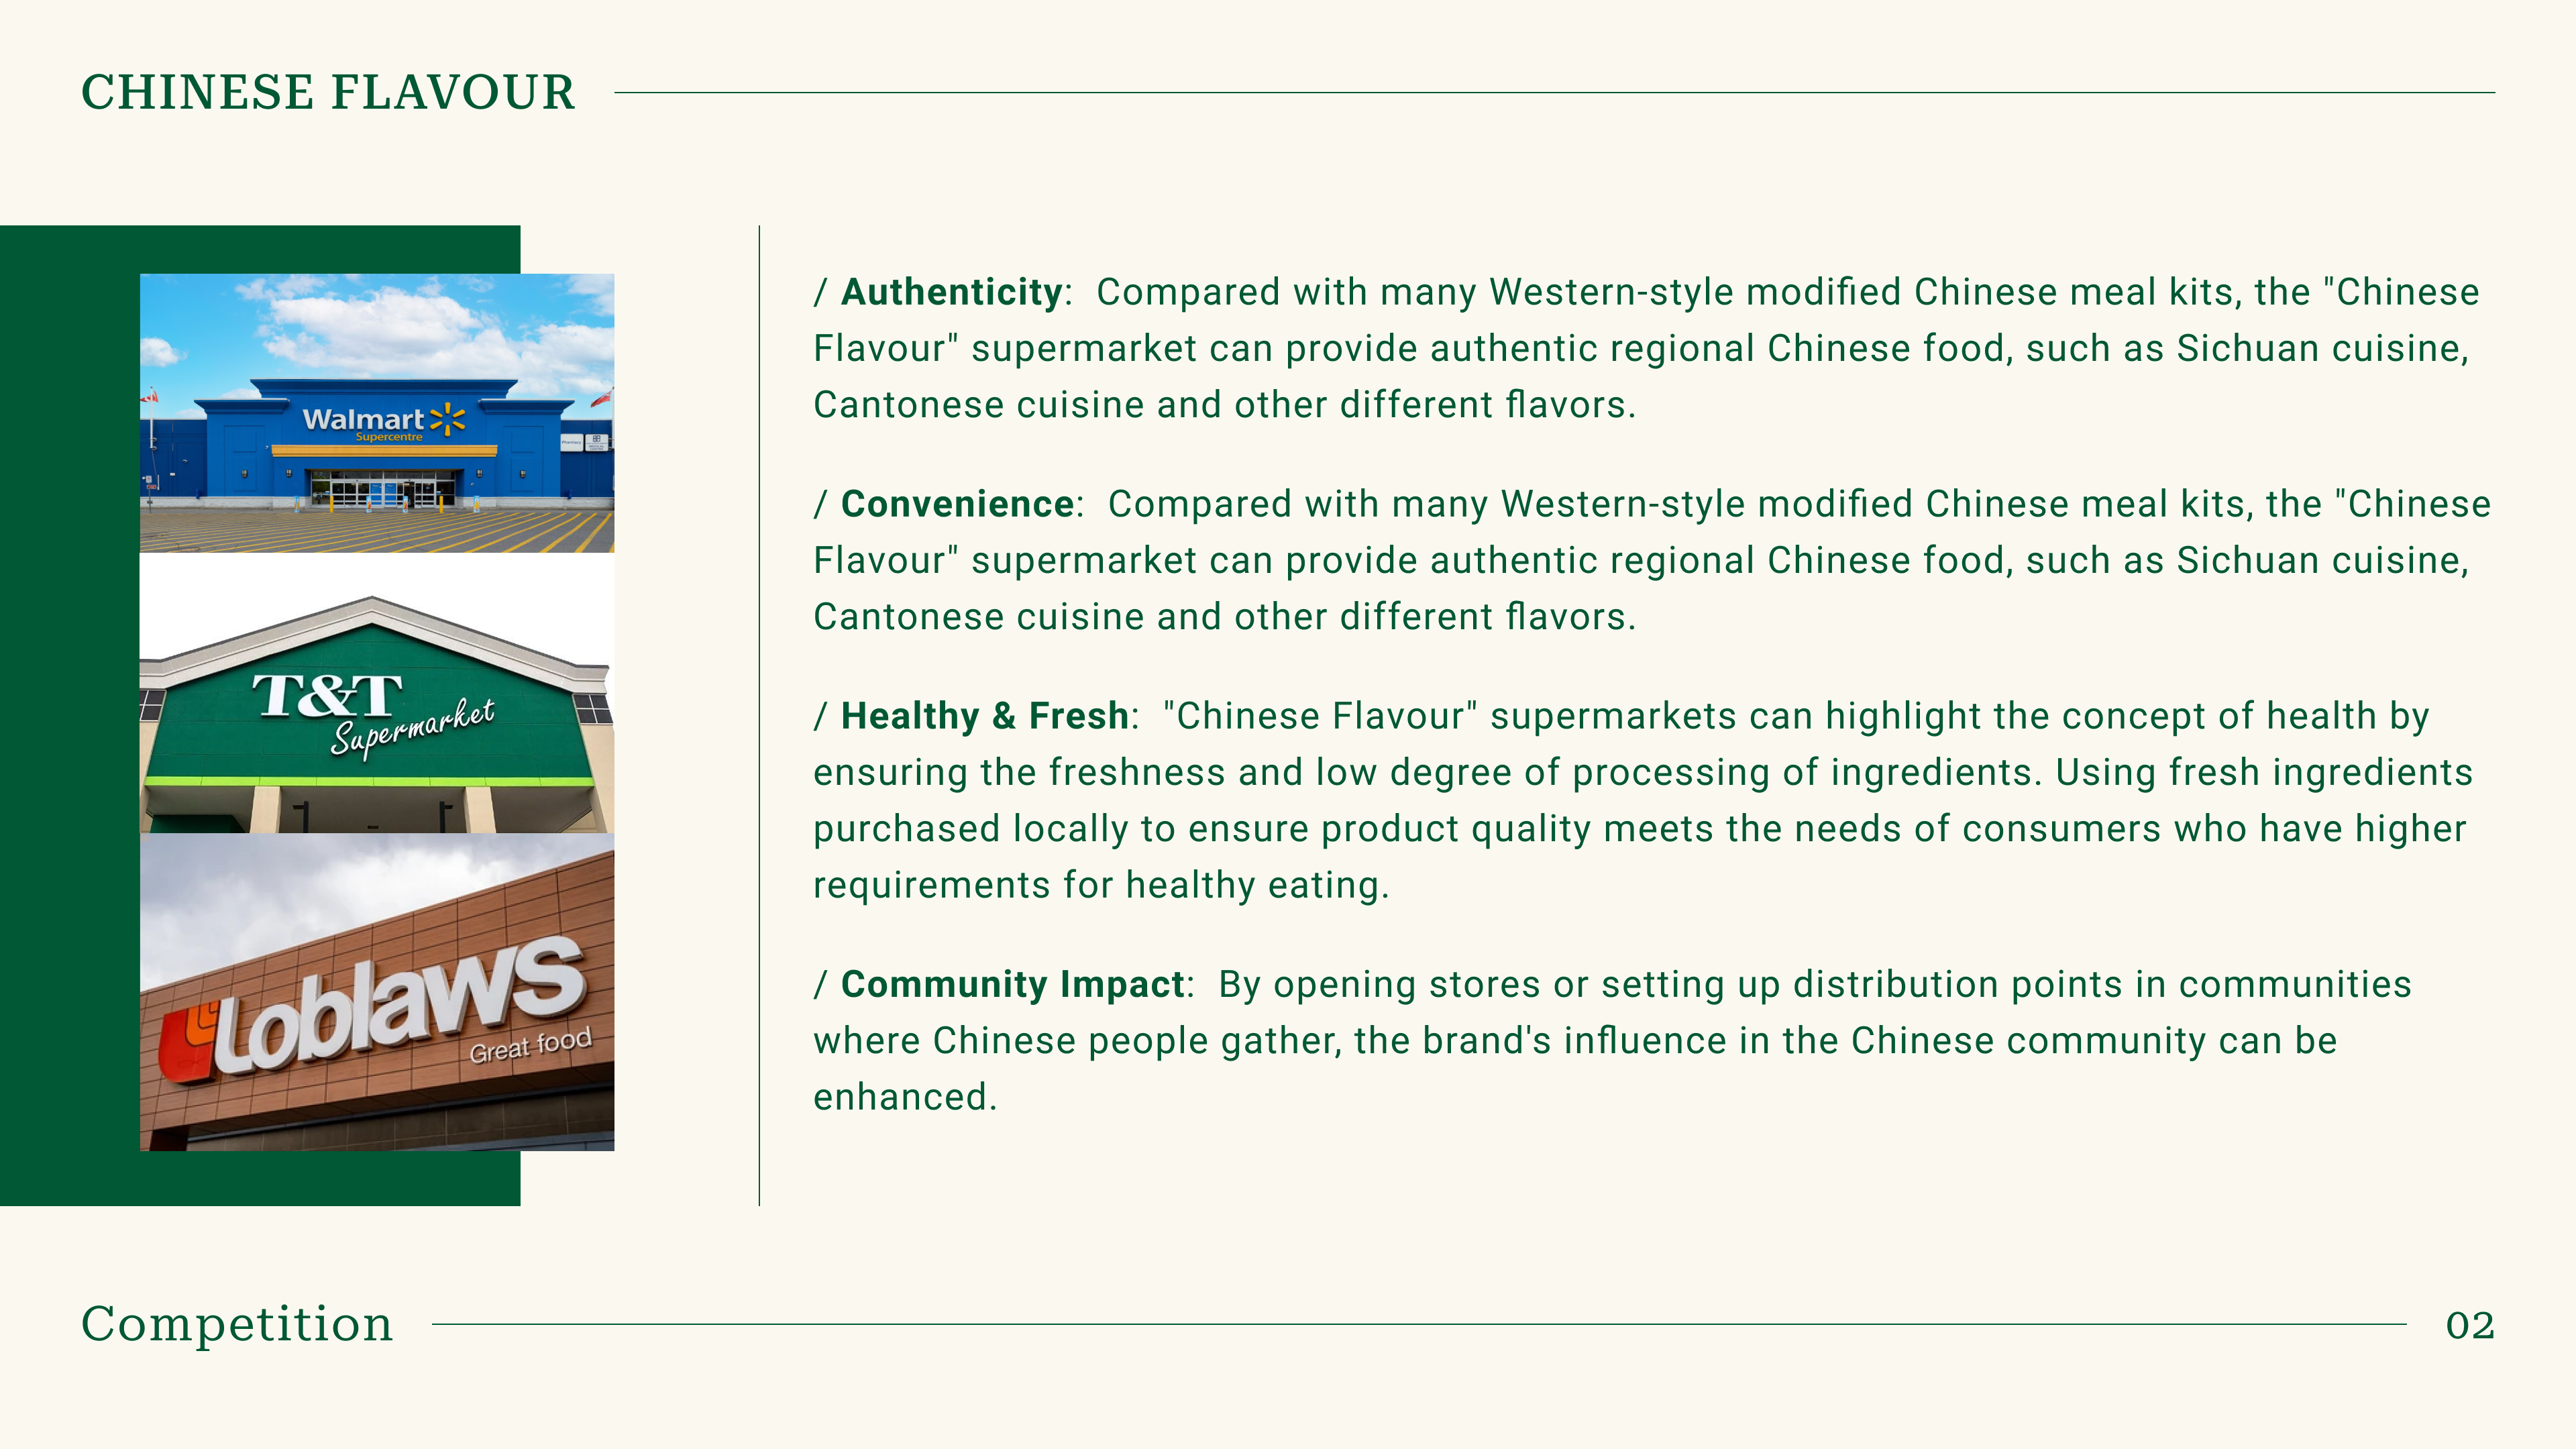 CHINESE FLAVOUR
Walmart
Supercentre
Pharmacy
T&T
Supermarket
Loblaws
Great food
/ Authenticity:  Compared with many Western-style modified Chinese meal kits, the "Chinese
Flavour" supermarket can provide authentic regional Chinese food, such as Sichuan cuisine,
Cantonese cuisine and other different flavors.
/ Convenience:  Compared with many Western-style modified Chinese meal kits, the "Chinese
Flavour" supermarket can provide authentic regional Chinese food, such as Sichuan cuisine,
Cantonese cuisine and other different flavors.
/ Healthy & Fresh:  "Chinese Flavour" supermarkets can highlight the concept of health by
ensuring the freshness and low degree of processing of ingredients. Using fresh ingredients
purchased locally to ensure product quality meets the needs of consumers who have higher
requirements for healthy eating.
/ Community Impact:  By opening stores or setting up distribution points in communities
where Chinese people gather, the brand's influence in the Chinese community can be
enhanced.
Competition
02